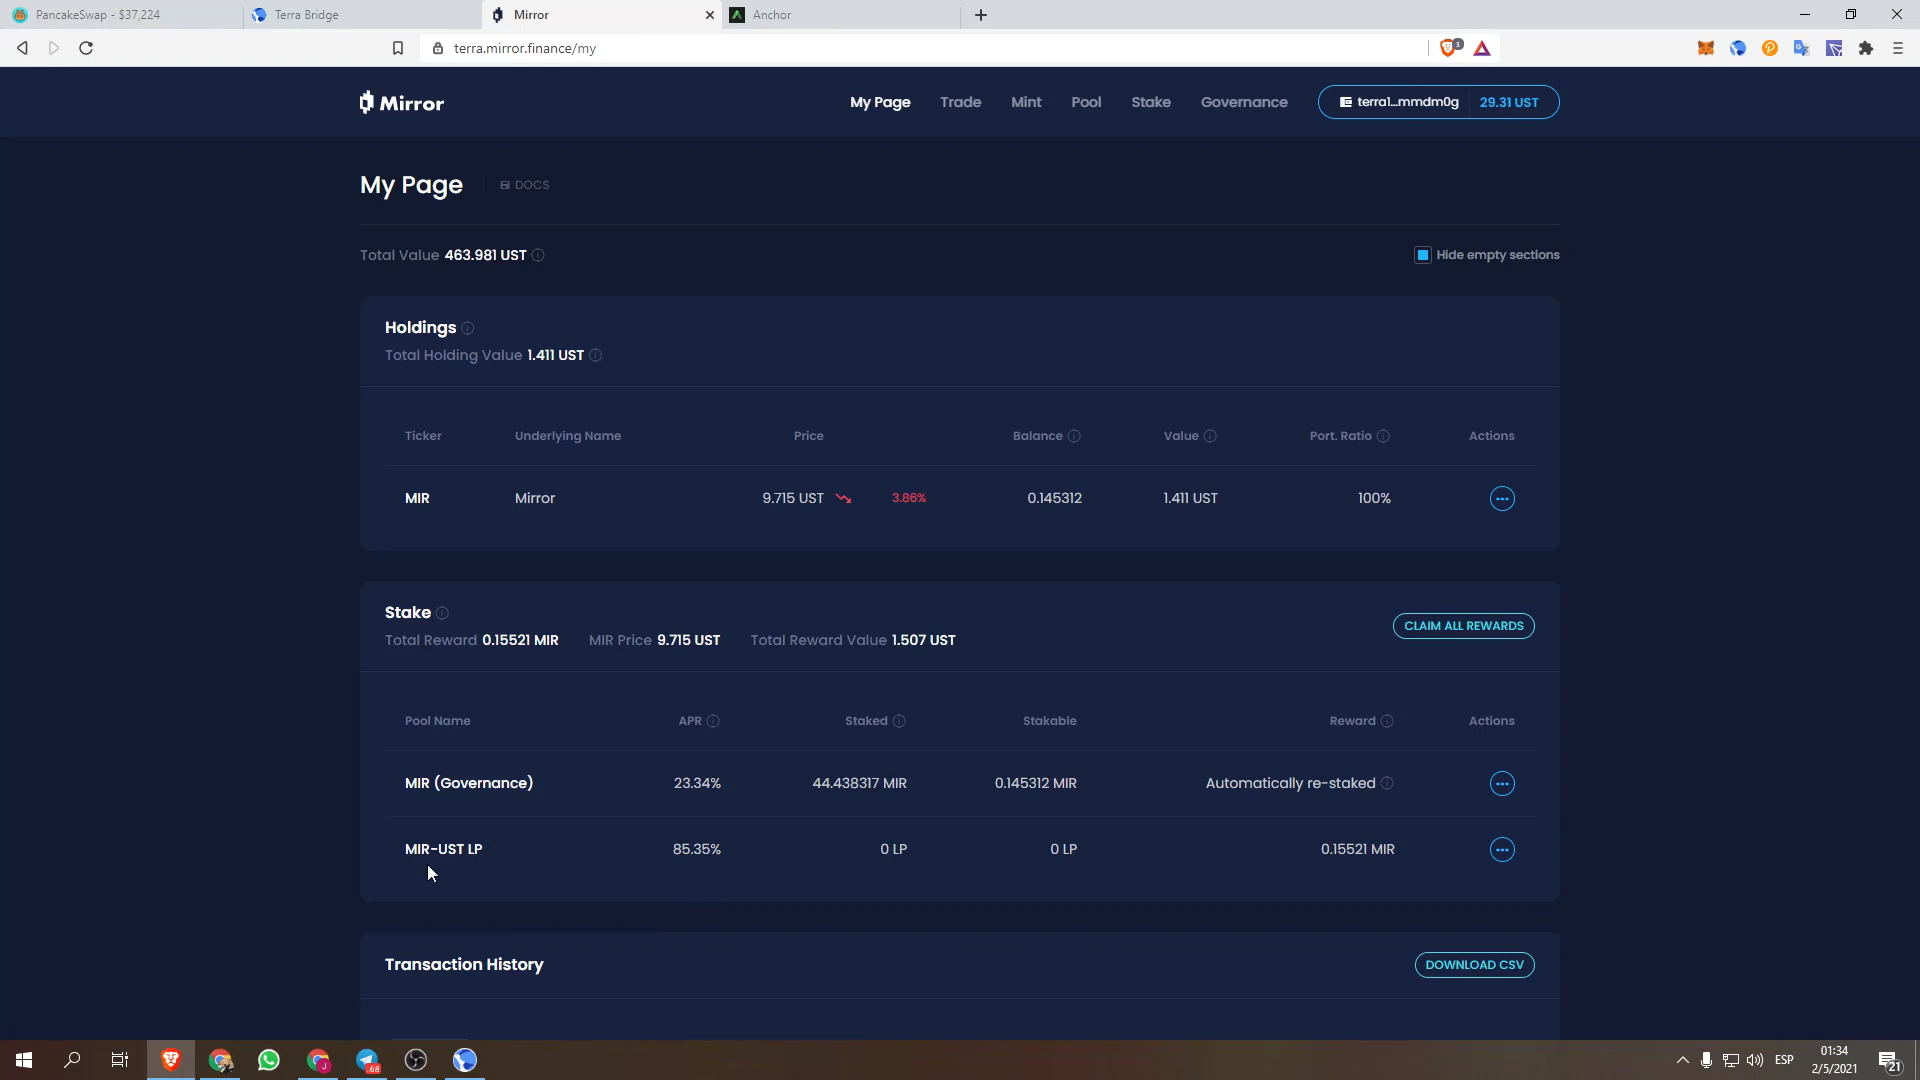 PancakeSwap - $37,224
Terra Bridge
Mirror
Anchor
terra.mirror.finance/my
3
Mirror
My Page
Trade
Mint
Pool
Stake
Governance
terra1...mmdm0g
29.31 UST
My Page
DOCS
Total Value 463.981 UST
Hide empty sections
Holdings
Total Holding Value 1.411 UST
Ticker Underlying Name Price Balance Value Port. Ratio Actions
MIR Mirror 9.715 UST 3.86% 0.145312 1.411 UST 100%
Stake
Total Reward 0.15521 MIR MIR Price 9.715 UST Total Reward Value 1.507 UST
CLAIM ALL REWARDS
Pool Name APR Staked Stakable Reward Actions
MIR (Governance) 23.34% 44.438317 MIR 0.145312 MIR Automatically re-staked
MIR-UST LP 85.35% 0 LP 0 LP 0.15521 MIR
Transaction History
DOWNLOAD CSV
68
ESP
01:34
2/5/2021
21